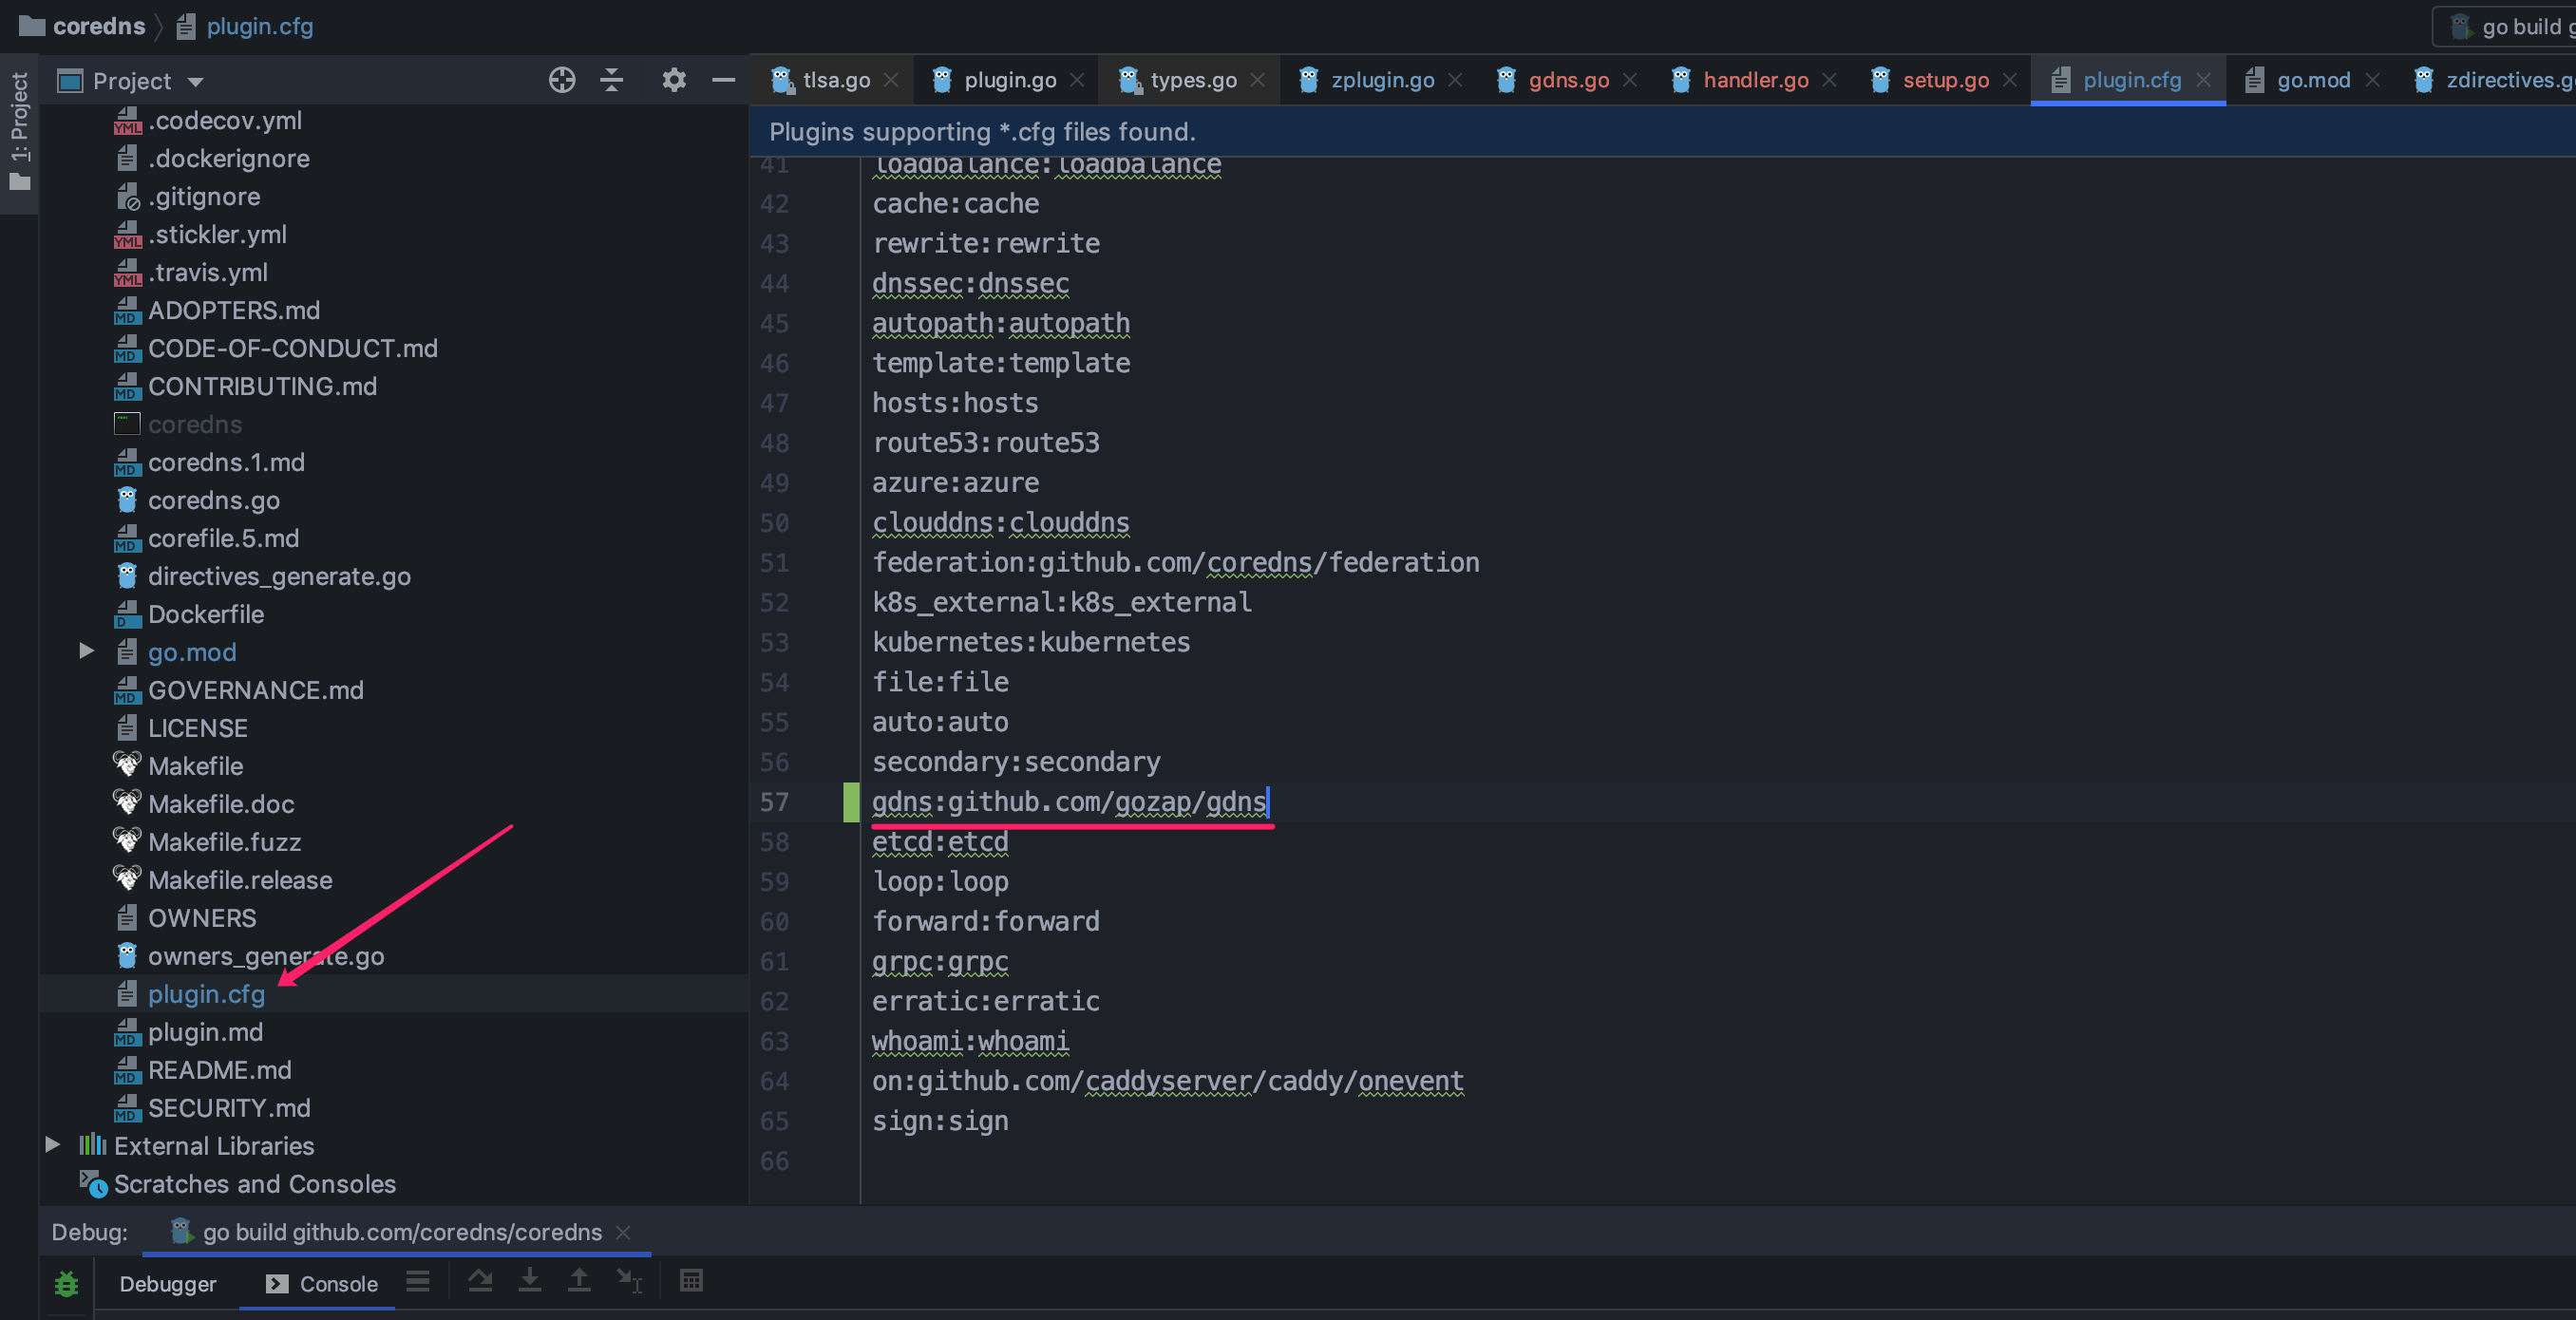 coredns plugin.cfg go build g
1: Project
Project
tlsa.go plugin.go types.go zplugin.go gdns.go handler.go setup.go plugin.cfg go.mod zdirectives.g
Plugins supporting *.cfg files found.
.codecov.yml
.dockerignore
.gitignore
.stickler.yml
.travis.yml
ADOPTERS.md
CODE-OF-CONDUCT.md
CONTRIBUTING.md
coredns
coredns.1.md
coredns.go
corefile.5.md
directives_generate.go
Dockerfile
go.mod
GOVERNANCE.md
LICENSE
Makefile
Makefile.doc
Makefile.fuzz
Makefile.release
OWNERS
owners_generate.go
plugin.cfg
plugin.md
README.md
SECURITY.md
External Libraries
Scratches and Consoles
41 loadbalance:loadbalance
42 cache:cache
43 rewrite:rewrite
44 dnssec:dnssec
45 autopath:autopath
46 template:template
47 hosts:hosts
48 route53:route53
49 azure:azure
50 clouddns:clouddns
51 federation:github.com/coredns/federation
52 k8s_external:k8s_external
53 kubernetes:kubernetes
54 file:file
55 auto:auto
56 secondary:secondary
57 gdns:github.com/gozap/gdns
58 etcd:etcd
59 loop:loop
60 forward:forward
61 grpc:grpc
62 erratic:erratic
63 whoami:whoami
64 on:github.com/caddyserver/caddy/onevent
65 sign:sign
66
Debug: go build github.com/coredns/coredns
Debugger Console